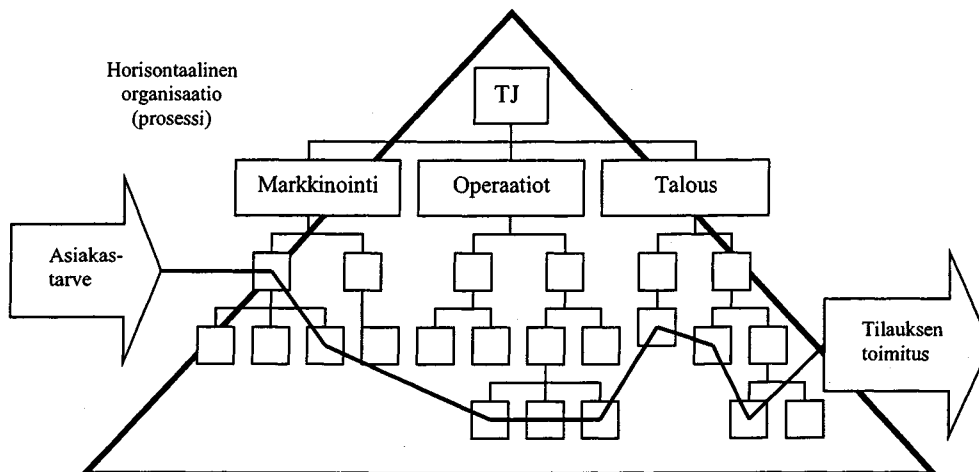 Horisontaalinen
organisaatio
(prosessi)
TJ
Markkinointi
Operaatiot
Talous
Asiakas-
tarve
Tilauksen
toimitus